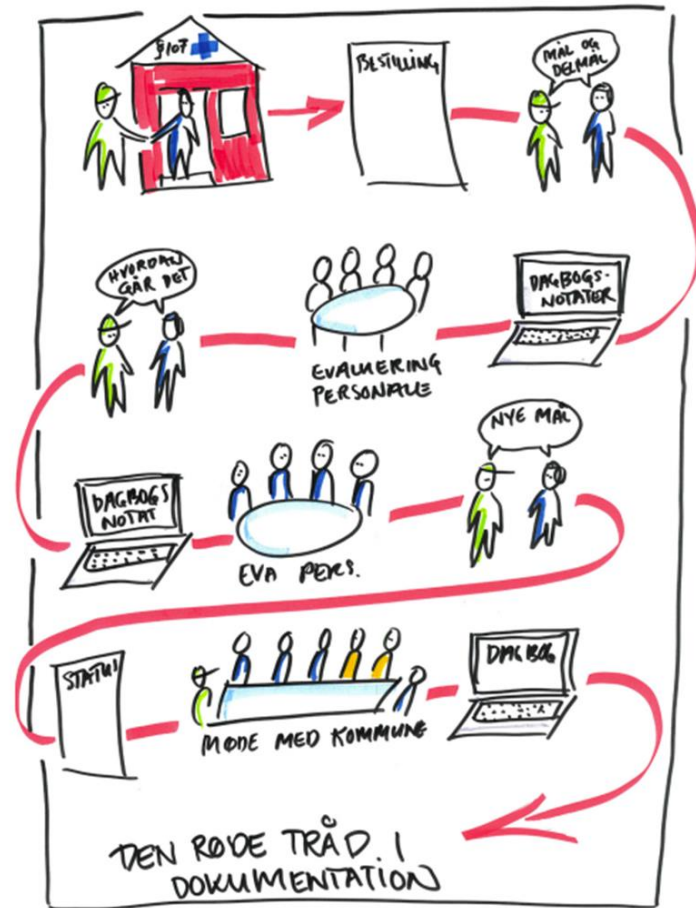 §107
BESTILLING
MÅL OG
DELMÅL
HVORDAN
GÅR DET
EVALUERING
PERSONALE
DAGBOGS-
NOTATER
DAGBOGS
NOTAT
EVA PERS.
NYE MÅL
STATUS
MØDE MED KOMMUNE
DAGBOG
DEN RØDE TRÅD I
DOKUMENTATION